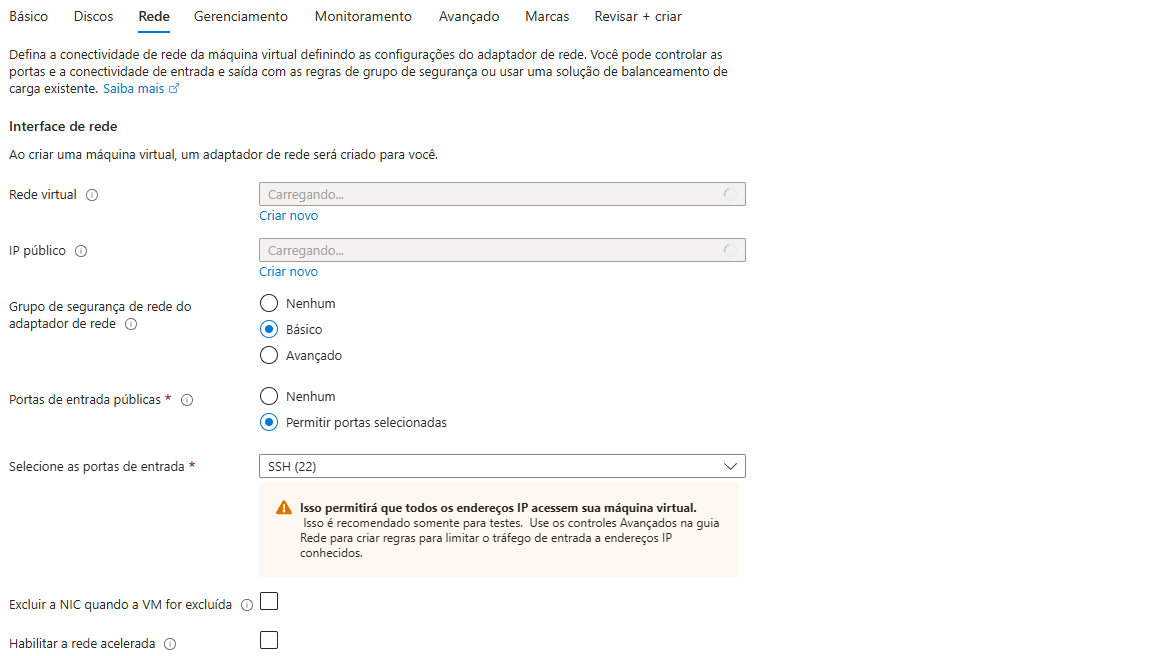 Básico Discos Rede Gerenciamento Monitoramento Avançado Marcas Revisar + criar
Defina a conectividade de rede da máquina virtual definindo as configurações do adaptador de rede. Você pode controlar as
portas e a conectividade de entrada e saída com as regras de grupo de segurança ou usar uma solução de balanceamento de
carga existente. Saiba mais
Interface de rede
Ao criar uma máquina virtual, um adaptador de rede será criado para você.
Rede virtual
Carregando...
Criar novo
IP público
Carregando...
Criar novo
Grupo de segurança de rede do
adaptador de rede
Nenhum
Básico
Avançado
Portas de entrada públicas *
Nenhum
Permitir portas selecionadas
Selecione as portas de entrada *
SSH (22)
Isso permitirá que todos os endereços IP acessem sua máquina virtual.
Isso é recomendado somente para testes. Use os controles Avançados na guia
Rede para criar regras para limitar o tráfego de entrada a endereços IP
conhecidos.
Excluir a NIC quando a VM for excluída
Habilitar a rede acelerada